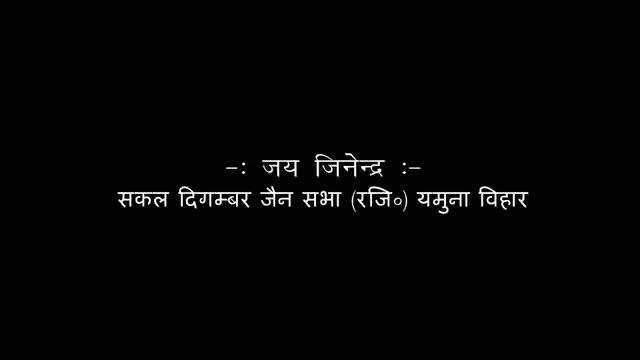 -: जय जिनेन्द्र :-
सकल दिगम्बर जैन सभा (रजि०) यमुना विहार